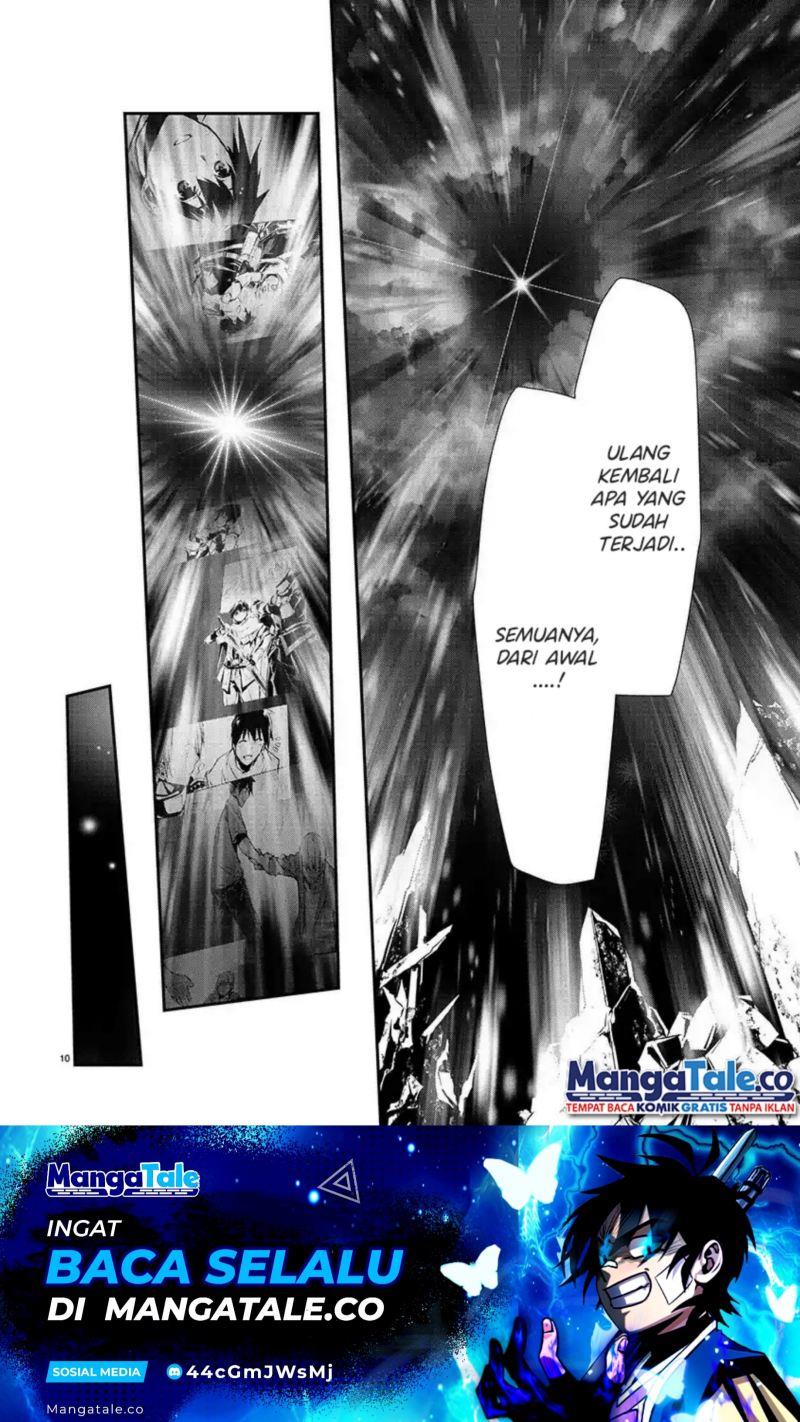 ULANG
KEMBALI
APA YANG
SUDAH
TERJADI..
SEMUANYA,
DARI AWAL
....!
10
MangaTale.co
TEMPAT BACA KOMIK GRATIS TANPA IKLAN
MangaTale
INGAT
BACA SELALU
DI MANGATALE.CO
SOSIAL MEDIA 44cGmJWsMj
Mangatale.co